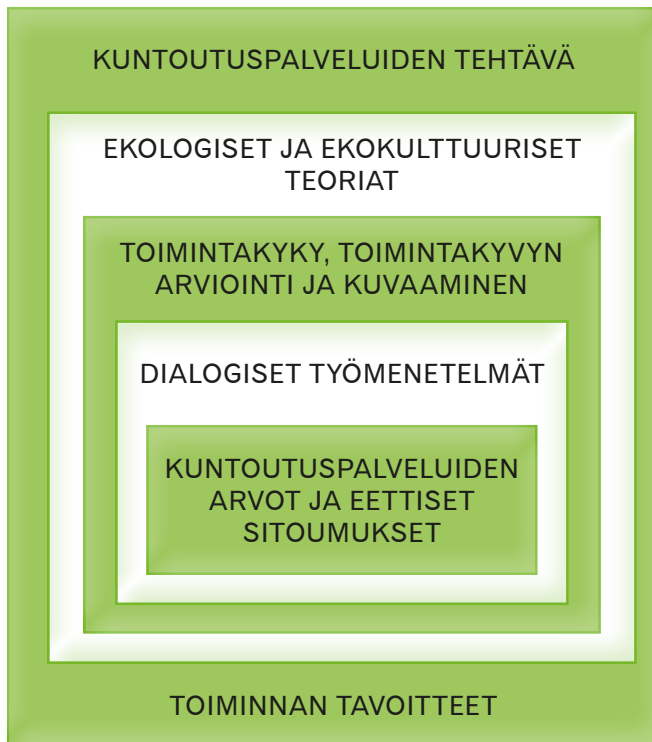 KUNTOUTUSPALVELUIDEN TEHTÄVÄ
EKOLOGISET JA EKOKULTTUURISET
TEORIAT
TOIMINTAKYKY, TOIMINTAKYVYN
ARVIOINTI JA KUVAAMINEN
DIALOGISET TYÖMENETELMÄT
KUNTOUTUSPALVELUIDEN
ARVOT JA EETTISET
SITOUMUKSET
TOIMINNAN TAVOITTEET